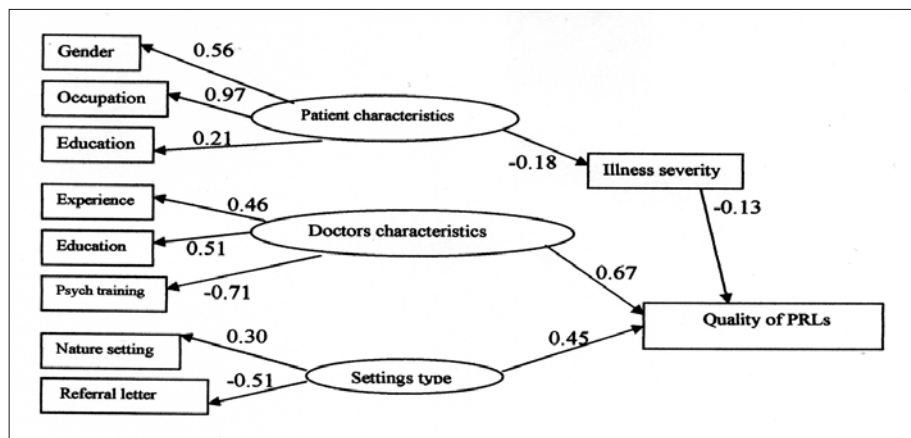 Gender
0.56
Occupation
0.97
Patient characteristics
Education
0.21
-0.18
Illness severity
Experience
0.46
-0.13
Education
0.51
Doctors characteristics
Psych training
-0.71
0.67
Quality of PRLs
Nature setting
0.30
0.45
Settings type
Referral letter
-0.51